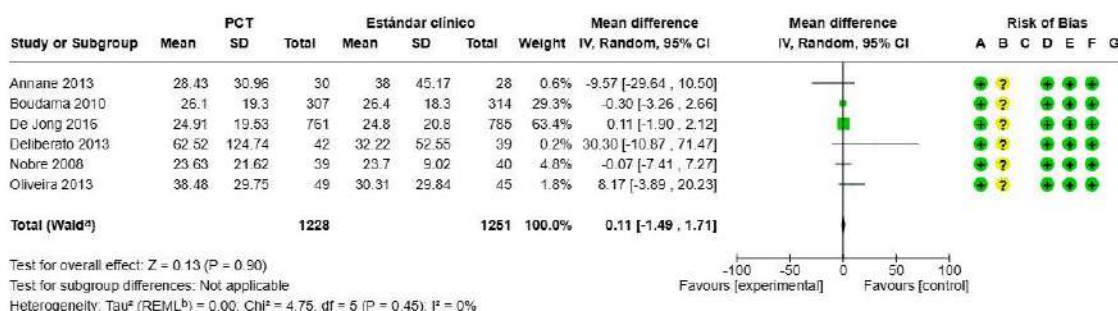 PCT Estándar clínico Mean difference Mean difference Risk of Bias
Study or Subgroup Mean SD Total Mean SD Total Weight IV, Random, 95% CI IV, Random, 95% CI A B C D E F G
Annane 2013 28.43 30.96 30 38 45.17 28 0.6% -9.57 [-29.64 , 10.50] + ? + + +
Boudama 2010 26.1 19.3 307 26.4 18.3 314 29.3% -0.30 [-3.26 , 2.66] + ? + + +
De Jong 2016 24.91 19.53 761 24.8 20.8 785 63.4% 0.11 [-1.90 , 2.12] + ? + + +
Deliberato 2013 62.52 124.74 42 32.22 52.55 39 0.2% 30.30 [-10.87 , 71.47] + ? + + +
Nobre 2008 23.63 21.62 39 23.7 9.02 40 4.8% -0.07 [-7.41 , 7.27] + ? + + +
Oliveira 2013 38.48 29.75 49 30.31 29.84 45 1.8% 8.17 [-3.89 , 20.23] + ? + + +
Total (Waldª) 1228 1251 100.0% 0.11 [-1.49 , 1.71]
Test for overall effect: Z = 0.13 (P = 0.90)
-100 -50 0 50 100
Test for subgroup differences: Not applicable
Favours [experimental] Favours [control]
Heterogeneity: Tau² (REMLᵇ) = 0.00; Chi² = 4.75, df = 5 (P = 0.45); I² = 0%